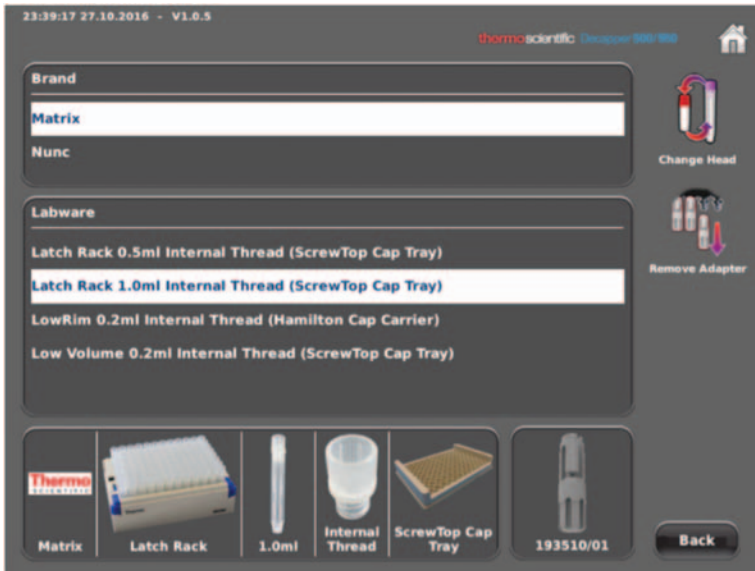 23:39:17 27.10.2016 - V1.0.5
thermoscientific Decapper 500/550
Brand
Matrix
Nunc
Change Head
Labware
Latch Rack 0.5ml Internal Thread (ScrewTop Cap Tray)
Latch Rack 1.0ml Internal Thread (ScrewTop Cap Tray)
Remove Adapter
LowRim 0.2ml Internal Thread (Hamilton Cap Carrier)
Low Volume 0.2ml Internal Thread (ScrewTop Cap Tray)
Thermo
SCIENTIFIC
Matrix
Latch Rack
1.0ml
Internal
Thread
ScrewTop Cap
Tray
193510/01
Back